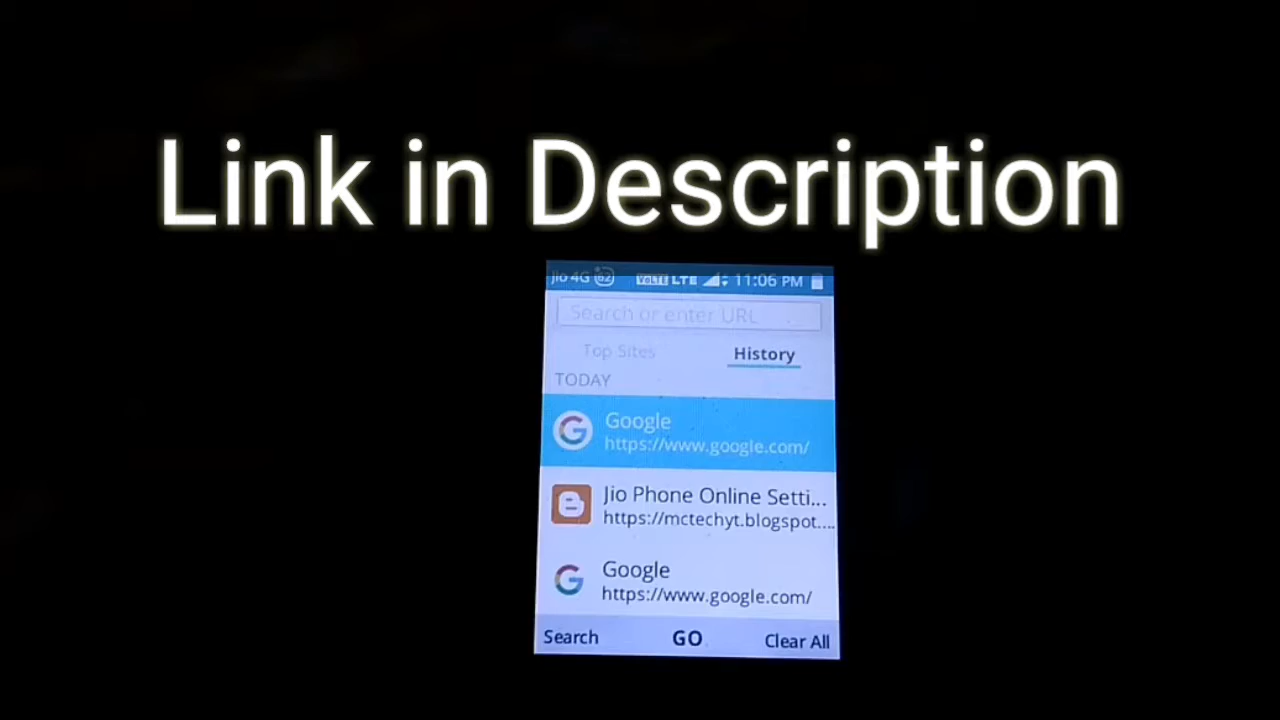 Link in Description
Jio 4G 62 VoLTE LTE 11:06 PM
Search or enter URL
Top Sites History
TODAY
Google
https://www.google.com/
Jio Phone Online Setti...
https://mctechyt.blogspot....
Google
https://www.google.com/
Search GO Clear All